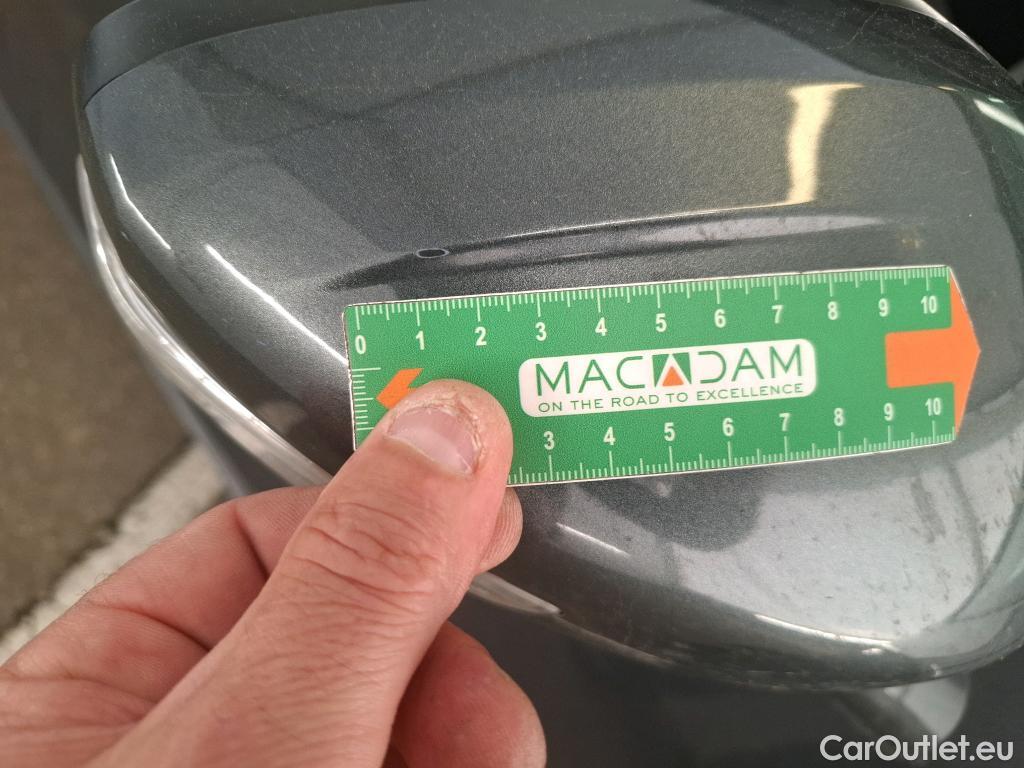 0 1 2 3 4 5 6 7 8 9 10
MACADAM
ON THE ROAD TO EXCELLENCE
3 4 5 6 7 8 9 10
CarOutlet.eu